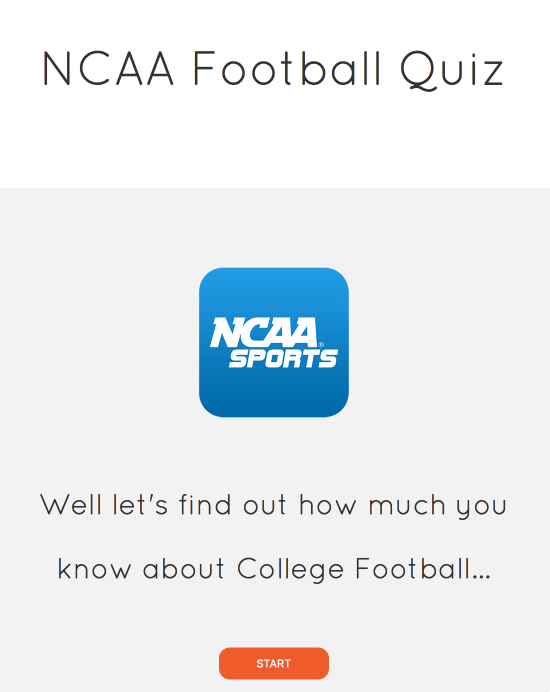 NCAA Football Quiz
NCAA®
SPORTS
Well let's find out how much you
know about College Football...
START